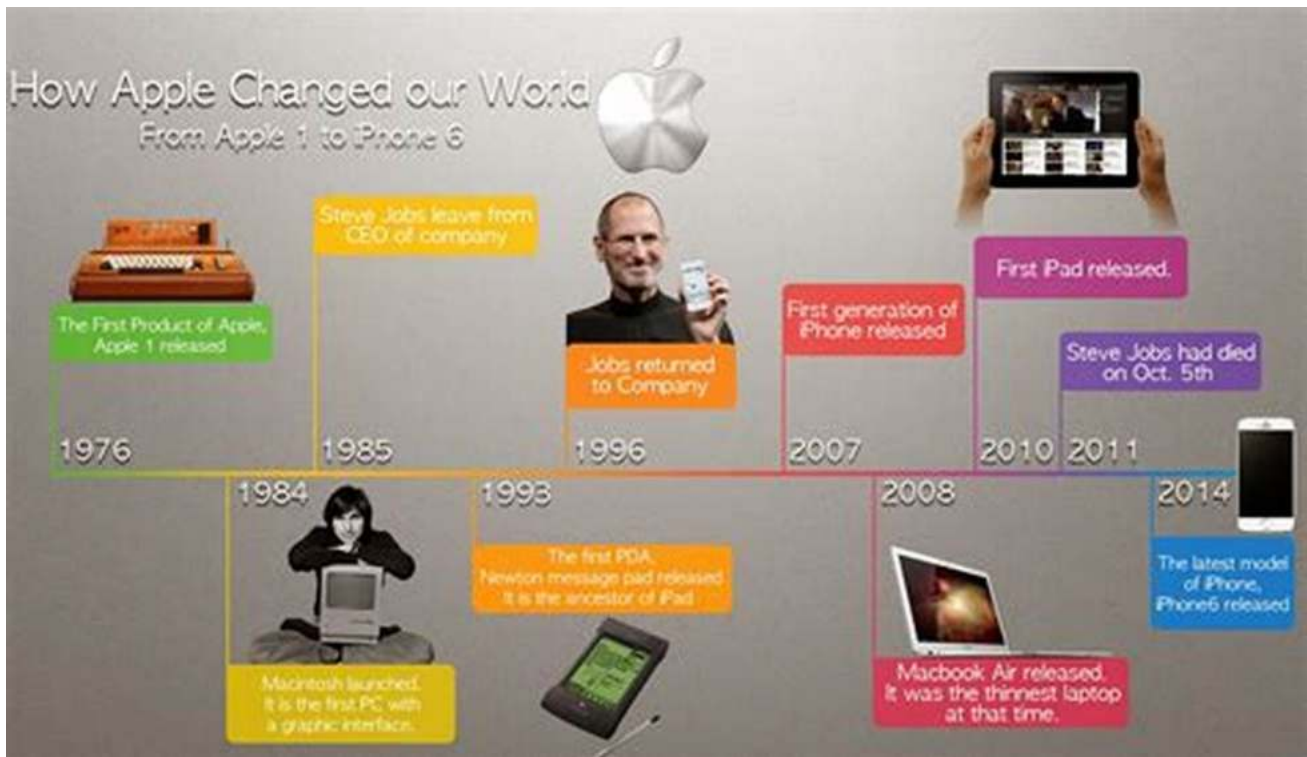 How Apple Changed our World
From Apple 1 to iPhone 6
The First Product of Apple,
Apple 1 released
1976
1984
Macintosh launched.
It is the first PC with
a graphic interface.
Steve Jobs leave from
CEO of company
1985
1993
The first PDA.
Newton message pad released
It is the ancestor of iPad
Jobs returned
to Company
1996
First generation of
iPhone released
2007
2008
Macbook Air released.
It was the thinnest laptop
at that time.
First iPad released.
2010
Steve Jobs had died
on Oct. 5th
2011
2014
The latest model
of iPhone,
iPhone6 released